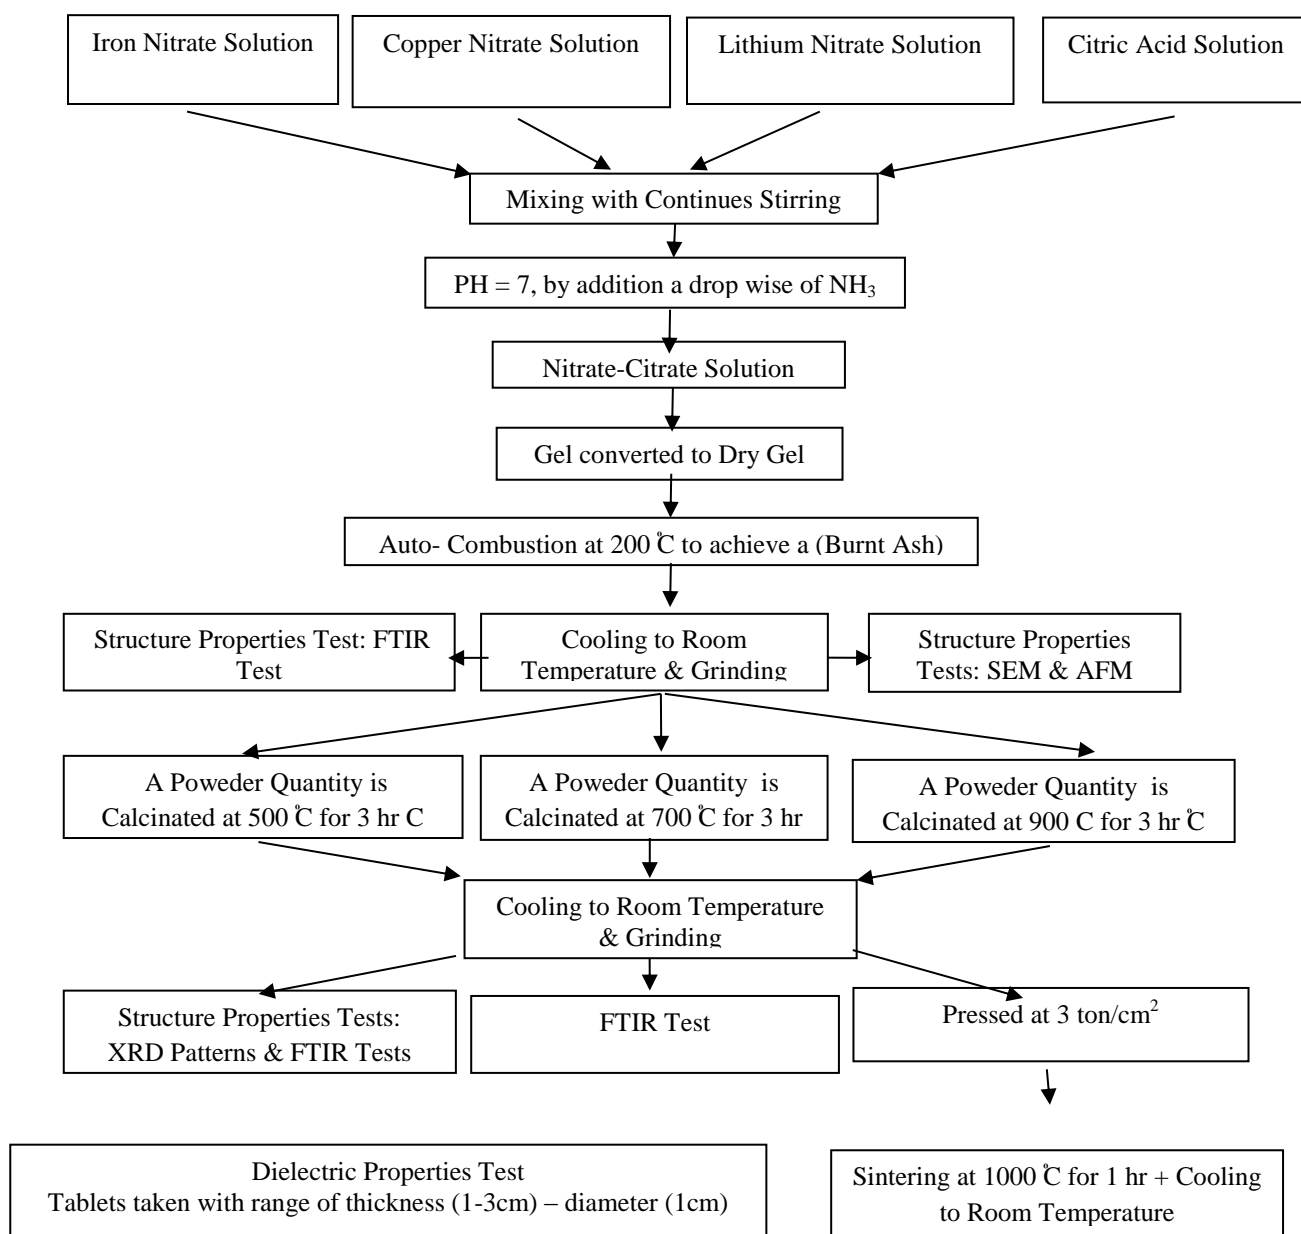 Iron Nitrate Solution
Copper Nitrate Solution
Lithium Nitrate Solution
Citric Acid Solution
Mixing with Continues Stirring
PH = 7, by addition a drop wise of NH₃
Nitrate-Citrate Solution
Gel converted to Dry Gel
Auto- Combustion at 200 ℃ to achieve a (Burnt Ash)
Structure Properties Test: FTIR
Test
Cooling to Room
Temperature & Grinding
Structure Properties
Tests: SEM & AFM
A Poweder Quantity is
Calcinated at 500 ℃ for 3 hr C
A Poweder Quantity is
Calcinated at 700 ℃ for 3 hr
A Poweder Quantity is
Calcinated at 900 C for 3 hr ℃
Cooling to Room Temperature
& Grinding
Structure Properties Tests:
XRD Patterns & FTIR Tests
FTIR Test
Pressed at 3 ton/cm²
Dielectric Properties Test
Tablets taken with range of thickness (1-3cm) – diameter (1cm)
Sintering at 1000 ℃ for 1 hr + Cooling
to Room Temperature